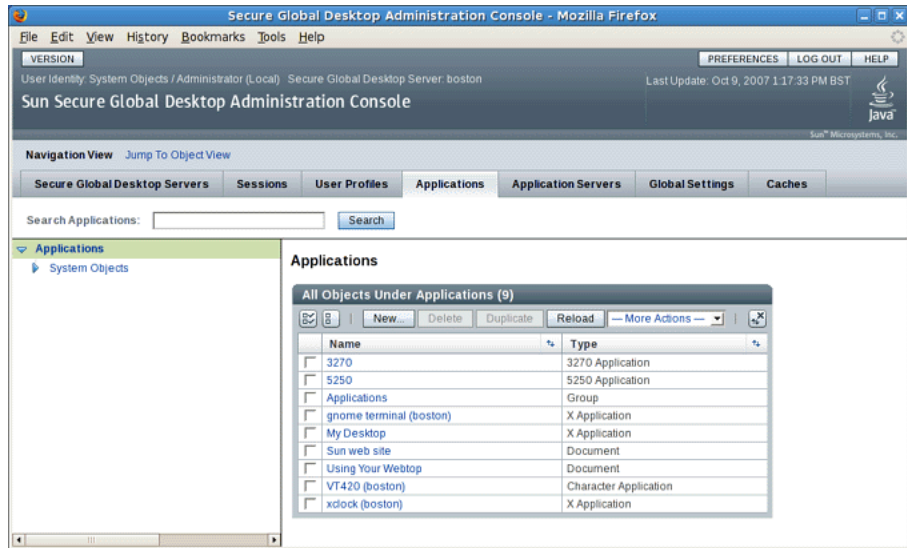 Secure Global Desktop Administration Console - Mozilla Firefox
File Edit View History Bookmarks Tools Help
VERSION PREFERENCES LOG OUT HELP
User Identity: System Objects / Administrator (Local) Secure Global Desktop Server: boston Last Update: Oct 9, 2007 1:17:33 PM BST
Sun Secure Global Desktop Administration Console
Java
Sun™ Microsystems, Inc.
Navigation View Jump To Object View
Secure Global Desktop Servers Sessions User Profiles Applications Application Servers Global Settings Caches
Search Applications: Search
Applications
System Objects
Applications
All Objects Under Applications (9)
New... Delete Duplicate Reload — More Actions —
Name Type
3270 3270 Application
5250 5250 Application
Applications Group
gnome terminal (boston) X Application
My Desktop X Application
Sun web site Document
Using Your Webtop Document
VT420 (boston) Character Application
xclock (boston) X Application